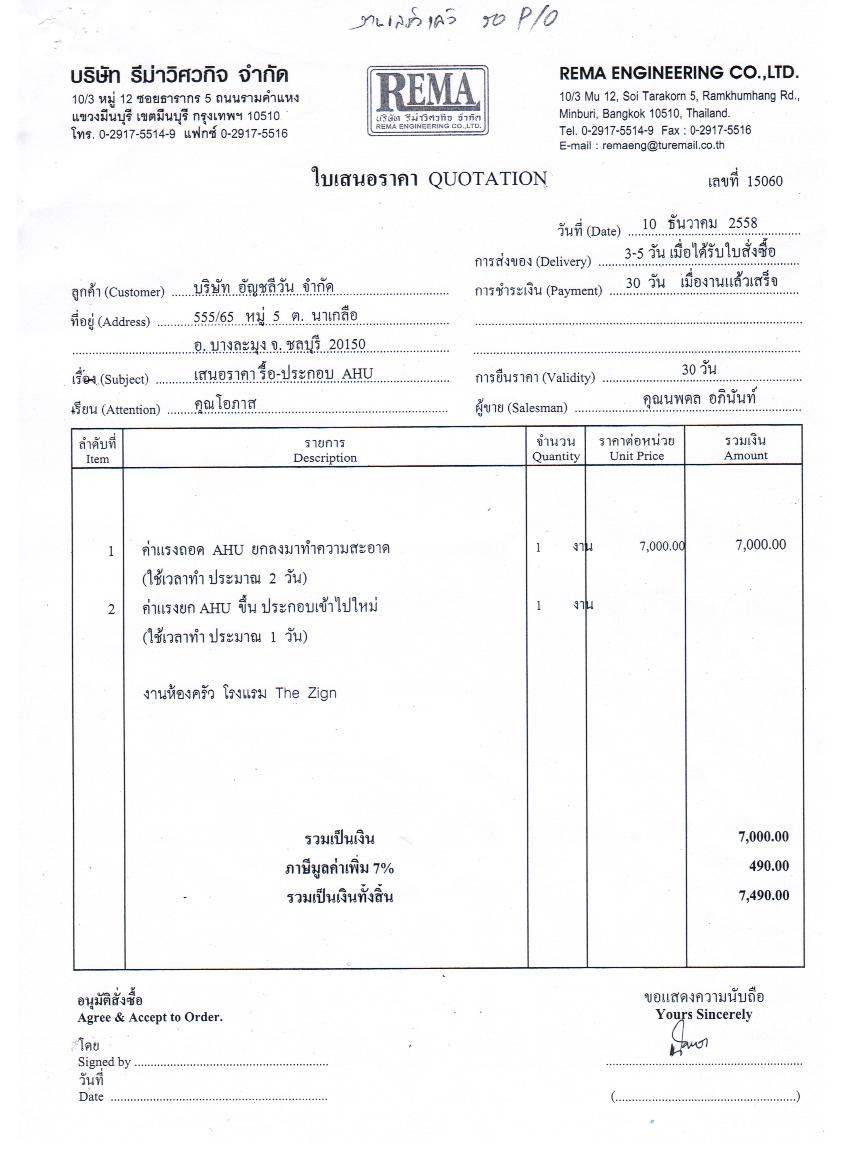 งานเสร็จแล้ว รอ P/O
บริษัท รีม่าวิศวกิจ จำกัด
10/3 หมู่ 12 ซอยธารากร 5 ถนนรามคำแหง
แขวงมีนบุรี เขตมีนบุรี กรุงเทพฯ 10510
โทร. 0-2917-5514-9 แฟกซ์ 0-2917-5516
REMA
บริษัท รีม่าวิศวกิจ จำกัด
REMA ENGINEERING CO.,LTD.
REMA ENGINEERING CO.,LTD.
10/3 Mu 12, Soi Tarakorn 5, Ramkhumhang Rd.,
Minburi, Bangkok 10510, Thailand.
Tel. 0-2917-5514-9 Fax : 0-2917-5516
E-mail : remaeng@turemail.co.th
ใบเสนอราคา QUOTATION
เลขที่ 15060
วันที่ (Date) 10 ธันวาคม 2558
การส่งของ (Delivery) 3-5 วัน เมื่อได้รับใบสั่งซื้อ
ลูกค้า (Customer) บริษัท อัญชลีวัน จำกัด
การชำระเงิน (Payment) 30 วัน เมื่องานแล้วเสร็จ
ที่อยู่ (Address) 555/65 หมู่ 5 ต. นาเกลือ
อ. บางละมุง จ. ชลบุรี 20150
เรื่อง (Subject) เสนอราคา รื้อ-ประกอบ AHU
การยืนราคา (Validity) 30 วัน
เรียน (Attention) คุณโอภาส
ผู้ขาย (Salesman) คุณนพดล อภินันท์
ลำดับที่ รายการ จำนวน ราคาต่อหน่วย รวมเงิน
Item Description Quantity Unit Price Amount
1 ค่าแรงถอด AHU ยกลงมาทำความสะอาด 1 งาน 7,000.00 7,000.00
(ใช้เวลาทำ ประมาณ 2 วัน)
2 ค่าแรงยก AHU ขึ้น ประกอบเข้าไปใหม่ 1 งาน
(ใช้เวลาทำ ประมาณ 1 วัน)
งานห้องครัว โรงแรม The Zign
รวมเป็นเงิน 7,000.00
ภาษีมูลค่าเพิ่ม 7% 490.00
รวมเป็นเงินทั้งสิ้น 7,490.00
อนุมัติสั่งซื้อ
Agree & Accept to Order.
ขอแสดงความนับถือ
Yours Sincerely
โดย
Signed by
วันที่
Date